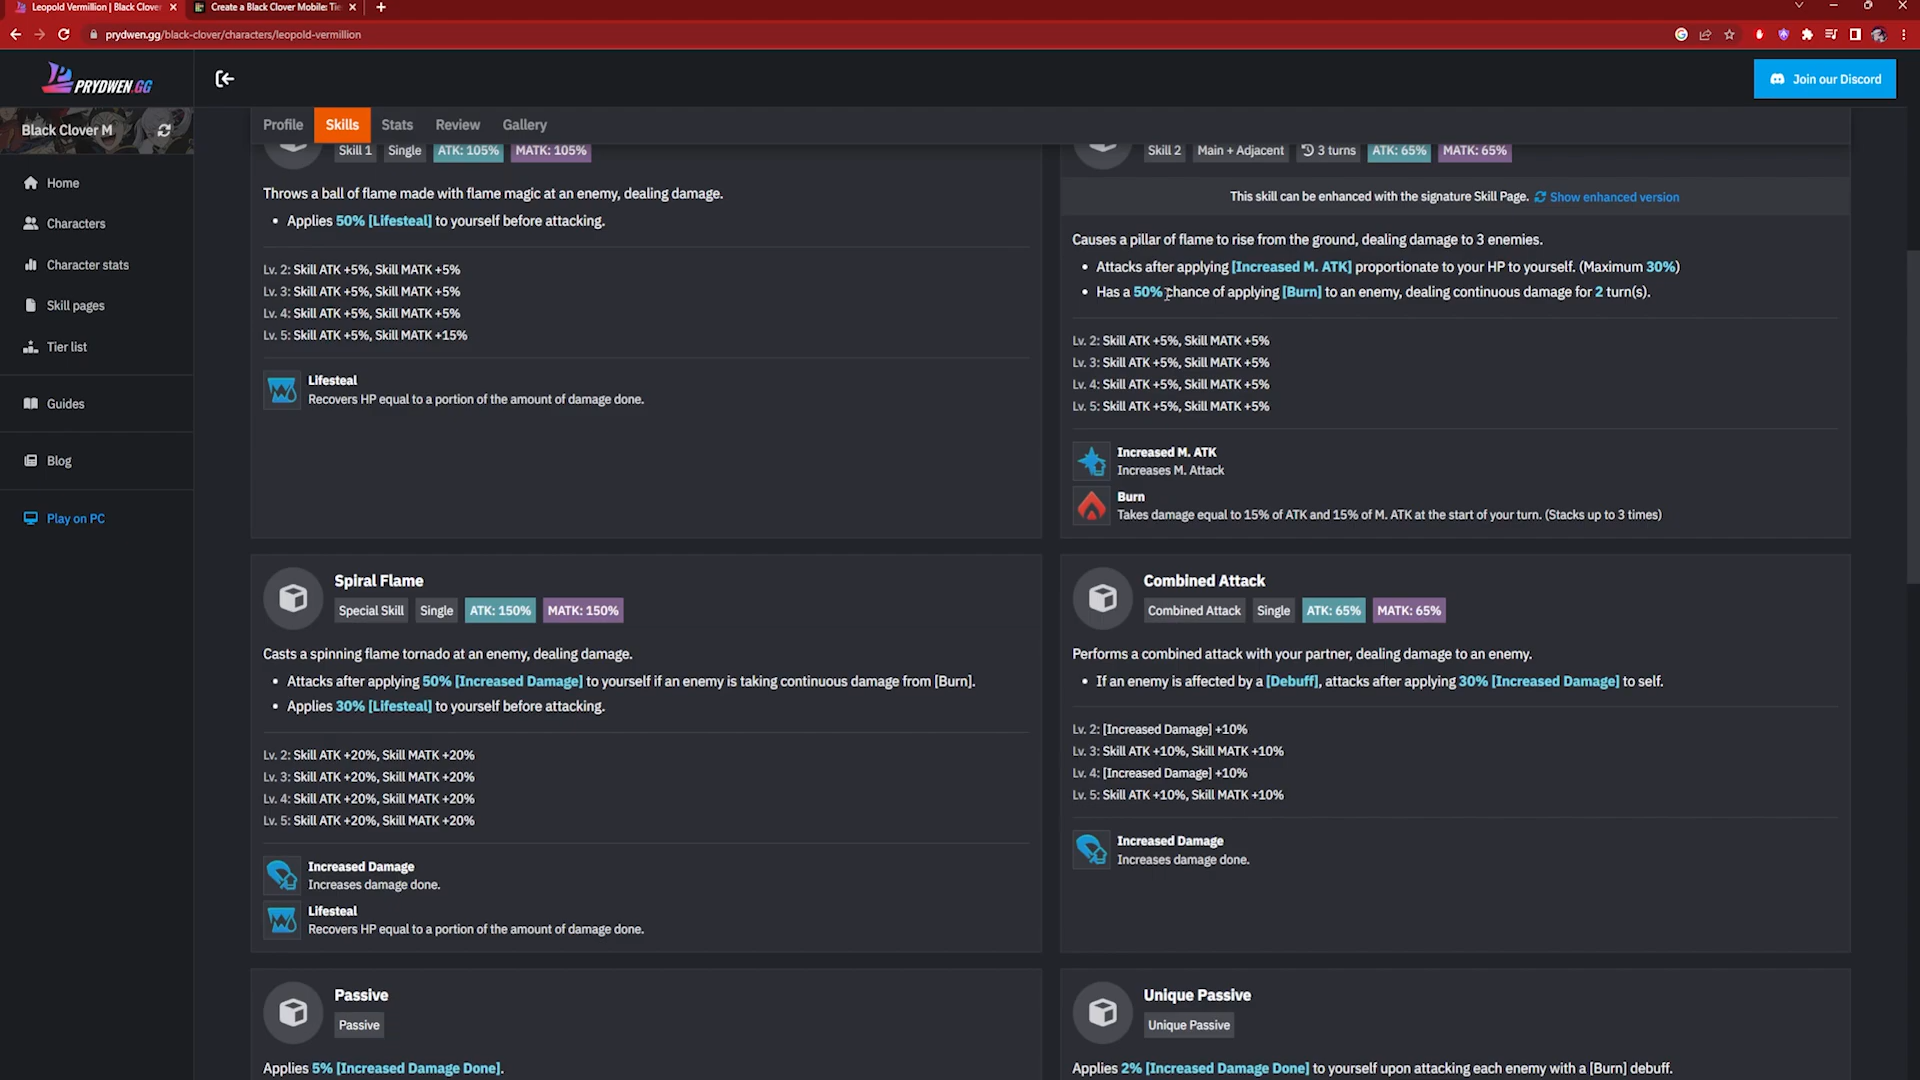 Leopold Vermillion | Black Clover
Create a Black Clover Mobile: Tie
prydwen.gg/black-clover/characters/leopold-vermillion
PRYDWEN.GG
Join our Discord
Black Clover M
Home
Characters
Character stats
Skill pages
Tier list
Guides
Blog
Play on PC
Profile
Skills
Stats
Review
Gallery
Skill 1 Single ATK: 105% MATK: 105%
Throws a ball of flame made with flame magic at an enemy, dealing damage.
• Applies 50% [Lifesteal] to yourself before attacking.
Lv. 2: Skill ATK +5%, Skill MATK +5%
Lv. 3: Skill ATK +5%, Skill MATK +5%
Lv. 4: Skill ATK +5%, Skill MATK +5%
Lv. 5: Skill ATK +5%, Skill MATK +15%
Lifesteal
Recovers HP equal to a portion of the amount of damage done.
Skill 2 Main + Adjacent 3 turns ATK: 65% MATK: 65%
This skill can be enhanced with the signature Skill Page. Show enhanced version
Causes a pillar of flame to rise from the ground, dealing damage to 3 enemies.
• Attacks after applying [Increased M. ATK] proportionate to your HP to yourself. (Maximum 30%)
• Has a 50% chance of applying [Burn] to an enemy, dealing continuous damage for 2 turn(s).
Lv. 2: Skill ATK +5%, Skill MATK +5%
Lv. 3: Skill ATK +5%, Skill MATK +5%
Lv. 4: Skill ATK +5%, Skill MATK +5%
Lv. 5: Skill ATK +5%, Skill MATK +5%
Increased M. ATK
Increases M. Attack
Burn
Takes damage equal to 15% of ATK and 15% of M. ATK at the start of your turn. (Stacks up to 3 times)
Spiral Flame
Special Skill Single ATK: 150% MATK: 150%
Casts a spinning flame tornado at an enemy, dealing damage.
• Attacks after applying 50% [Increased Damage] to yourself if an enemy is taking continuous damage from [Burn].
• Applies 30% [Lifesteal] to yourself before attacking.
Lv. 2: Skill ATK +20%, Skill MATK +20%
Lv. 3: Skill ATK +20%, Skill MATK +20%
Lv. 4: Skill ATK +20%, Skill MATK +20%
Lv. 5: Skill ATK +20%, Skill MATK +20%
Increased Damage
Increases damage done.
Lifesteal
Recovers HP equal to a portion of the amount of damage done.
Combined Attack
Combined Attack Single ATK: 65% MATK: 65%
Performs a combined attack with your partner, dealing damage to an enemy.
• If an enemy is affected by a [Debuff], attacks after applying 30% [Increased Damage] to self.
Lv. 2: [Increased Damage] +10%
Lv. 3: Skill ATK +10%, Skill MATK +10%
Lv. 4: [Increased Damage] +10%
Lv. 5: Skill ATK +10%, Skill MATK +10%
Increased Damage
Increases damage done.
Passive
Passive
Applies 5% [Increased Damage Done].
Unique Passive
Unique Passive
Applies 2% [Increased Damage Done] to yourself upon attacking each enemy with a [Burn] debuff.